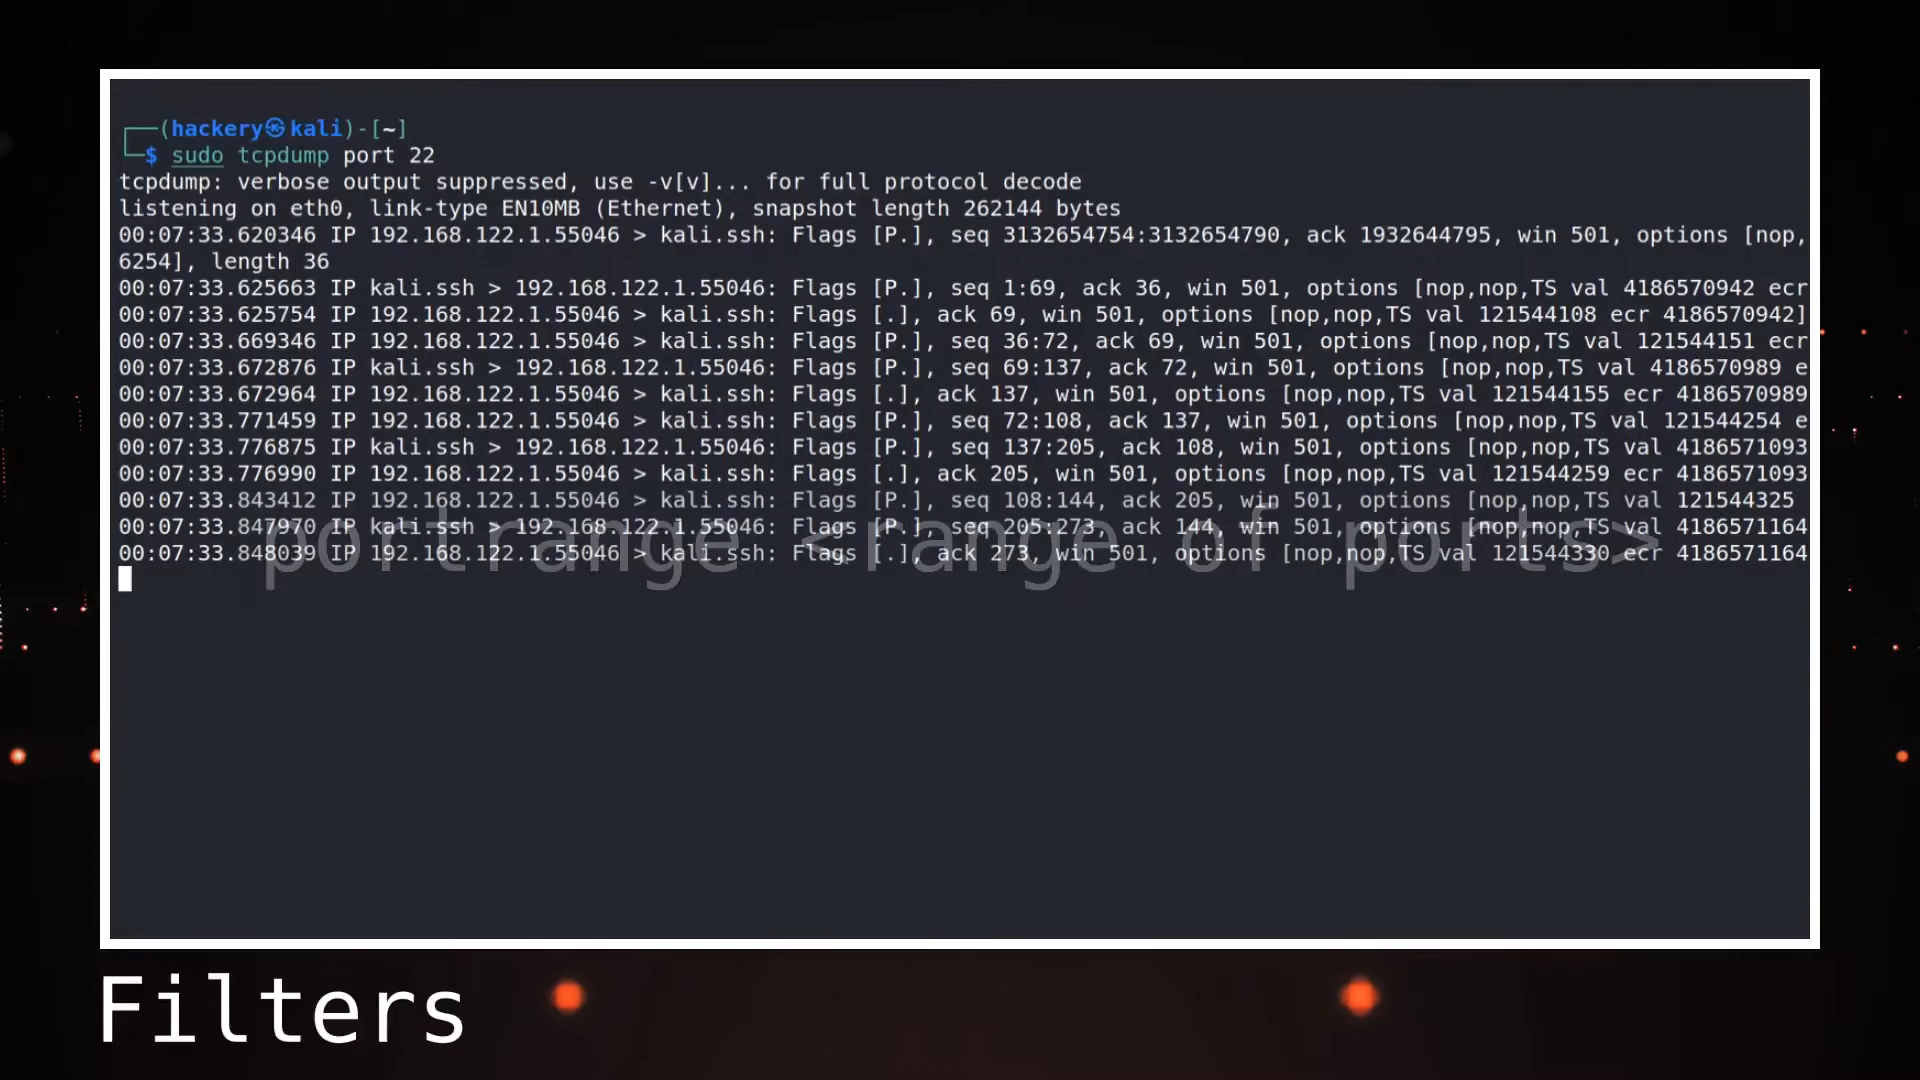 ┌──(hackery㉿kali)-[~]
└─$ sudo tcpdump port 22
tcpdump: verbose output suppressed, use -v[v]... for full protocol decode
listening on eth0, link-type EN10MB (Ethernet), snapshot length 262144 bytes
00:07:33.620346 IP 192.168.122.1.55046 > kali.ssh: Flags [P.], seq 3132654754:3132654790, ack 1932644795, win 501, options [nop,
6254], length 36
00:07:33.625663 IP kali.ssh > 192.168.122.1.55046: Flags [P.], seq 1:69, ack 36, win 501, options [nop,nop,TS val 4186570942 ecr
00:07:33.625754 IP 192.168.122.1.55046 > kali.ssh: Flags [.], ack 69, win 501, options [nop,nop,TS val 121544108 ecr 4186570942]
00:07:33.669346 IP 192.168.122.1.55046 > kali.ssh: Flags [P.], seq 36:72, ack 69, win 501, options [nop,nop,TS val 121544151 ecr
00:07:33.672876 IP kali.ssh > 192.168.122.1.55046: Flags [P.], seq 69:137, ack 72, win 501, options [nop,nop,TS val 4186570989 e
00:07:33.672964 IP 192.168.122.1.55046 > kali.ssh: Flags [.], ack 137, win 501, options [nop,nop,TS val 121544155 ecr 4186570989
00:07:33.771459 IP 192.168.122.1.55046 > kali.ssh: Flags [P.], seq 72:108, ack 137, win 501, options [nop,nop,TS val 121544254 e
00:07:33.776875 IP kali.ssh > 192.168.122.1.55046: Flags [P.], seq 137:205, ack 108, win 501, options [nop,nop,TS val 4186571093
00:07:33.776990 IP 192.168.122.1.55046 > kali.ssh: Flags [.], ack 205, win 501, options [nop,nop,TS val 121544259 ecr 4186571093
00:07:33.843412 IP 192.168.122.1.55046 > kali.ssh: Flags [P.], seq 108:144, ack 205, win 501, options [nop,nop,TS val 121544325
00:07:33.847970 IP kali.ssh > 192.168.122.1.55046: Flags [P.], seq 205:273, ack 144, win 501, options [nop,nop,TS val 4186571164
00:07:33.848039 IP 192.168.122.1.55046 > kali.ssh: Flags [.], ack 273, win 501, options [nop,nop,TS val 121544330 ecr 4186571164
portrange <range of ports>
Filters